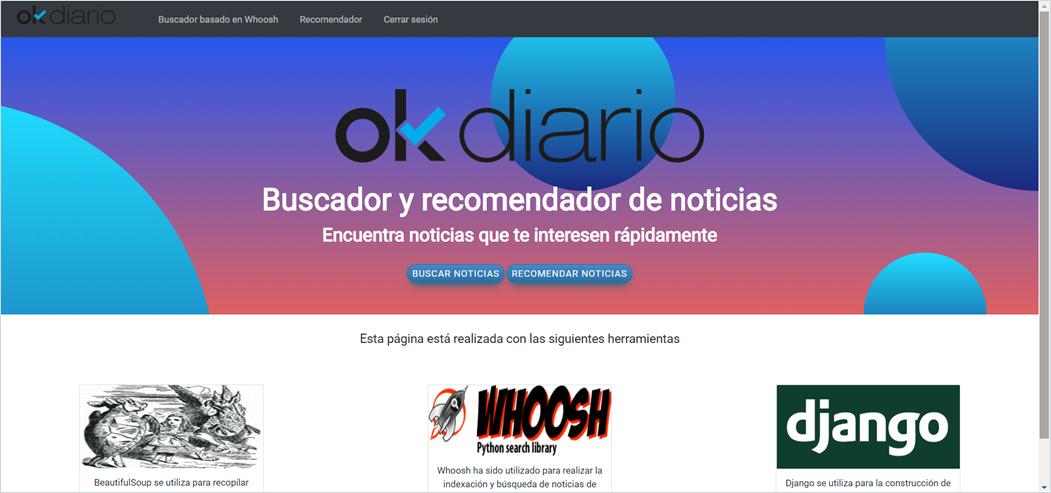 okdiario Buscador basado en Whoosh Recomendador Cerrar sesión
okdiario
Buscador y recomendador de noticias
Encuentra noticias que te interesen rápidamente
BUSCAR NOTICIAS RECOMENDAR NOTICIAS
Esta página está realizada con las siguientes herramientas
BeautifulSoup se utiliza para recopilar
WHOOSH
Python search library
Whoosh ha sido utilizado para realizar la
indexación y búsqueda de noticias de
django
Django se utiliza para la construcción de